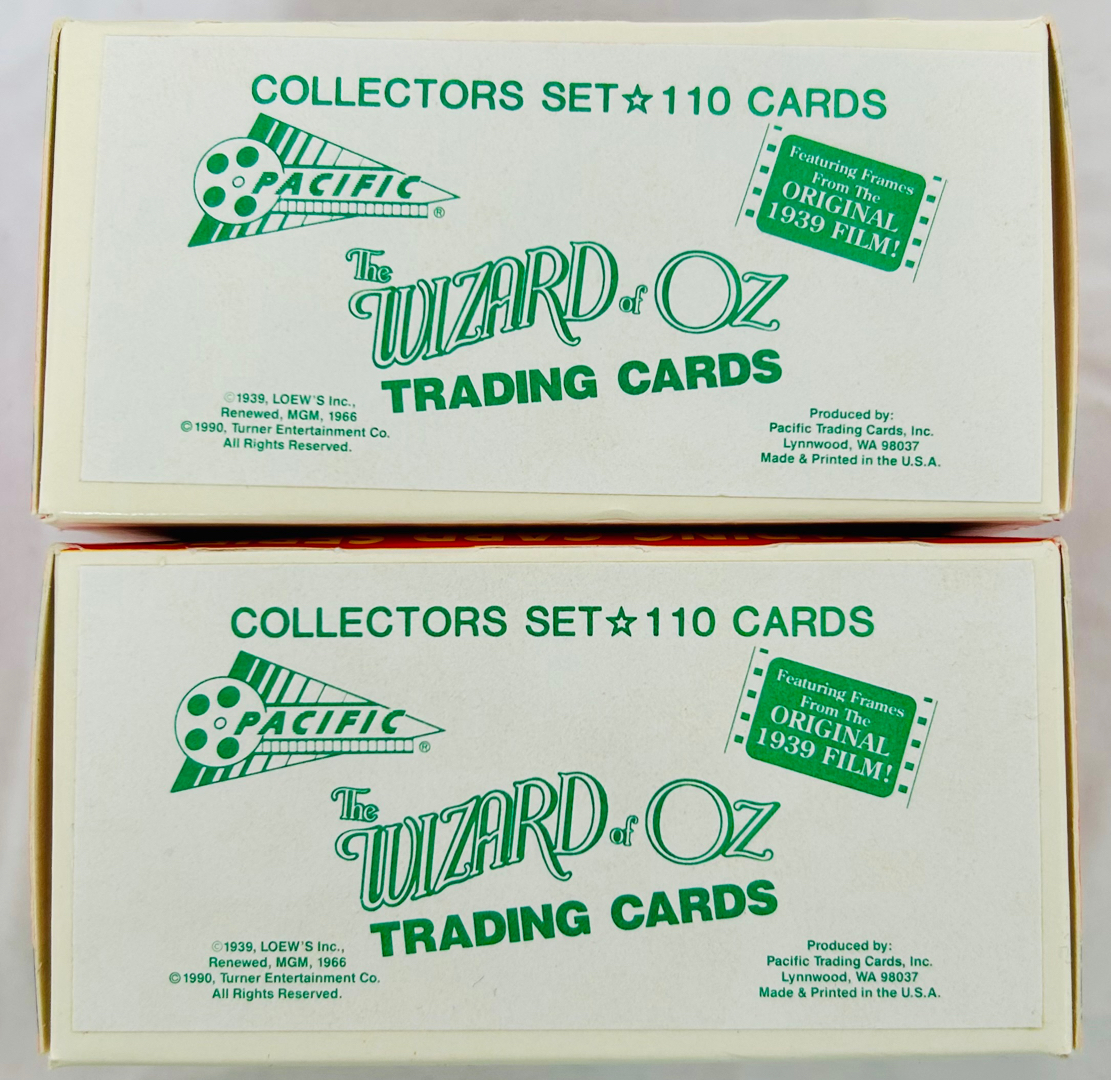 COLLECTORS SET☆110 CARDS
PACIFIC®
Featuring Frames
From The
ORIGINAL
1939 FILM!
The
WIZARD of OZ
TRADING CARDS
©1939, LOEW'S Inc.,
Renewed, MGM, 1966
©1990, Turner Entertainment Co.
All Rights Reserved.
Produced by:
Pacific Trading Cards, Inc.
Lynnwood, WA 98037
Made & Printed in the U.S.A.
COLLECTORS SET☆110 CARDS
PACIFIC®
Featuring Frames
From The
ORIGINAL
1939 FILM!
The
WIZARD of OZ
TRADING CARDS
©1939, LOEW'S Inc.,
Renewed, MGM, 1966
©1990, Turner Entertainment Co.
All Rights Reserved.
Produced by:
Pacific Trading Cards, Inc.
Lynnwood, WA 98037
Made & Printed in the U.S.A.